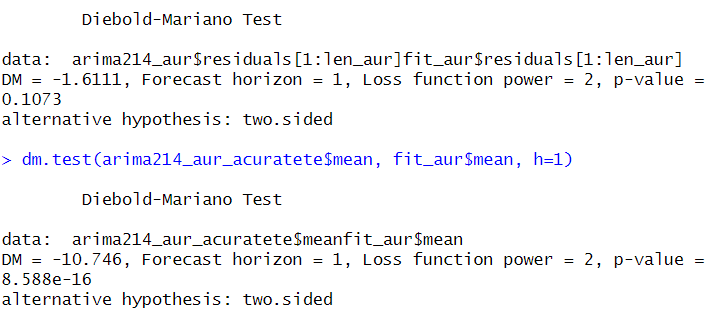 Diebold-Mariano Test
data:  arima214_aur$residuals[1:len_aur]fit_aur$residuals[1:len_aur]
DM = -1.6111, Forecast horizon = 1, Loss function power = 2, p-value =
0.1073
alternative hypothesis: two.sided
> dm.test(arima214_aur_acuratete$mean, fit_aur$mean, h=1)
Diebold-Mariano Test
data:  arima214_aur_acuratete$meanfit_aur$mean
DM = -10.746, Forecast horizon = 1, Loss function power = 2, p-value =
8.588e-16
alternative hypothesis: two.sided